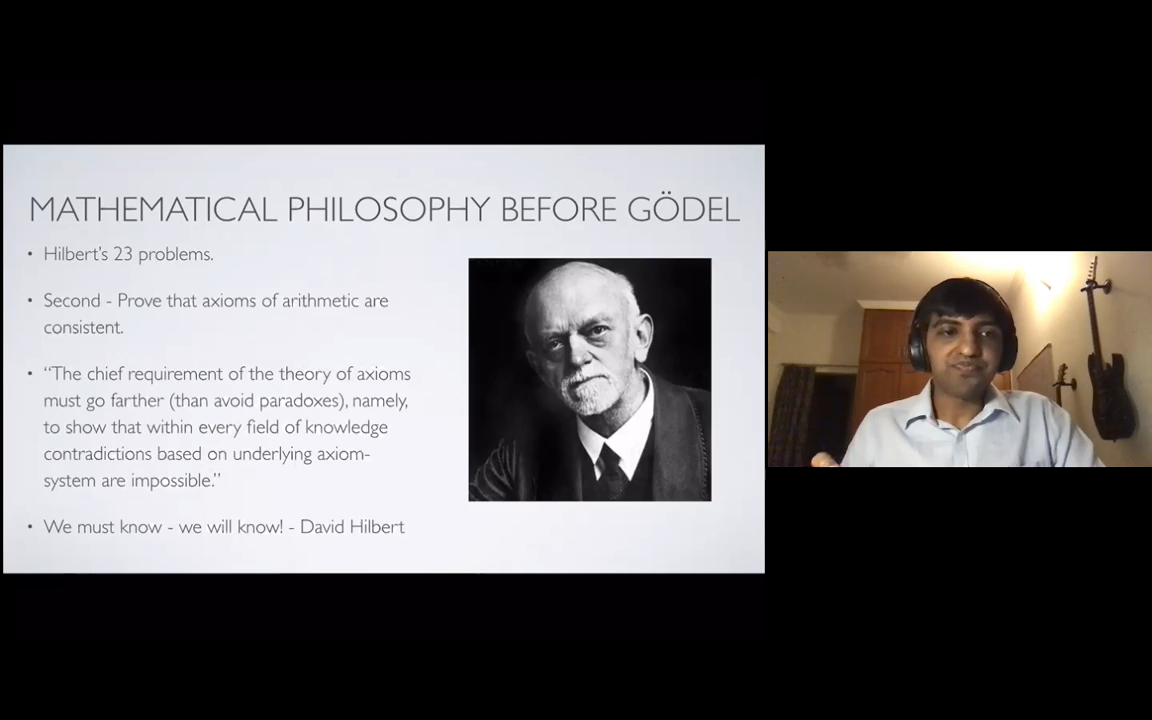 MATHEMATICAL PHILOSOPHY BEFORE GÖDEL
• Hilbert’s 23 problems.
• Second - Prove that axioms of arithmetic are
consistent.
• “The chief requirement of the theory of axioms
must go farther (than avoid paradoxes), namely,
to show that within every field of knowledge
contradictions based on underlying axiom-
system are impossible.”
• We must know - we will know! - David Hilbert